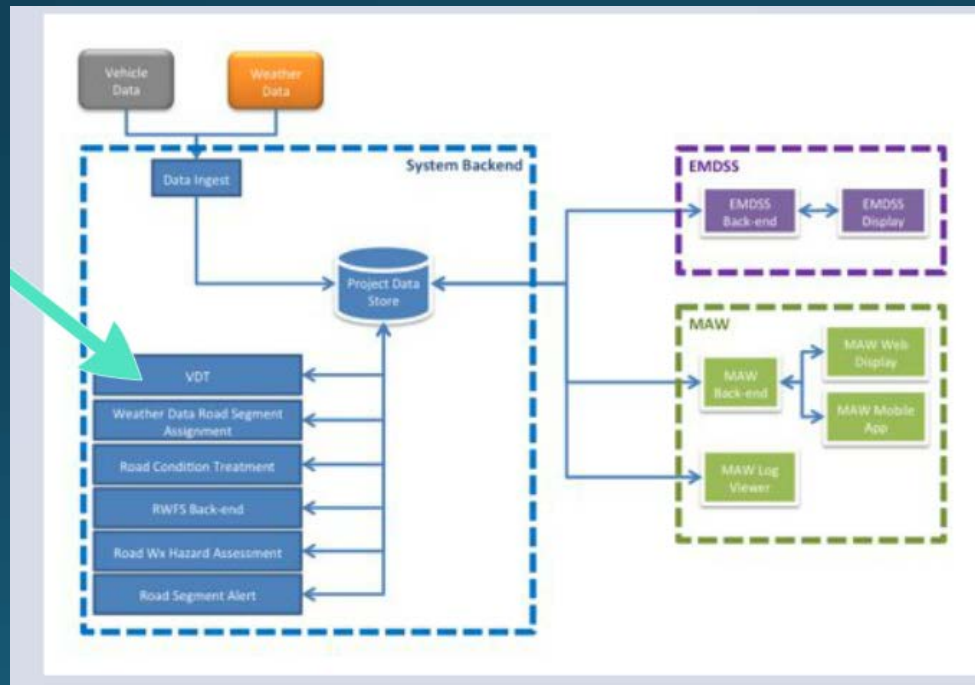 Vehicle
Data
Weather
Data
System Backend
Data Ingest
Project Data
Store
VDT
Weather Data Road Segment
Assignment
Road Condition Treatment
RWFS Back-end
Road Wx Hazard Assessment
Road Segment Alert
EMDSS
EMDSS
Back-end
EMDSS
Display
MAW
MAW
Back-end
MAW Web
Display
MAW Mobile
App
MAW Log
Viewer